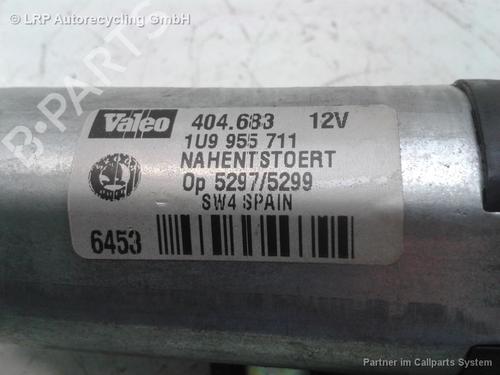 LRP Autorecycling GmbH
B-PARTS
Valeo 404.683 12V
1U9 955 711
NAHENTSTOERT
Op 5297/5299
SW4 SPAIN
6453
Partner im Callparts System